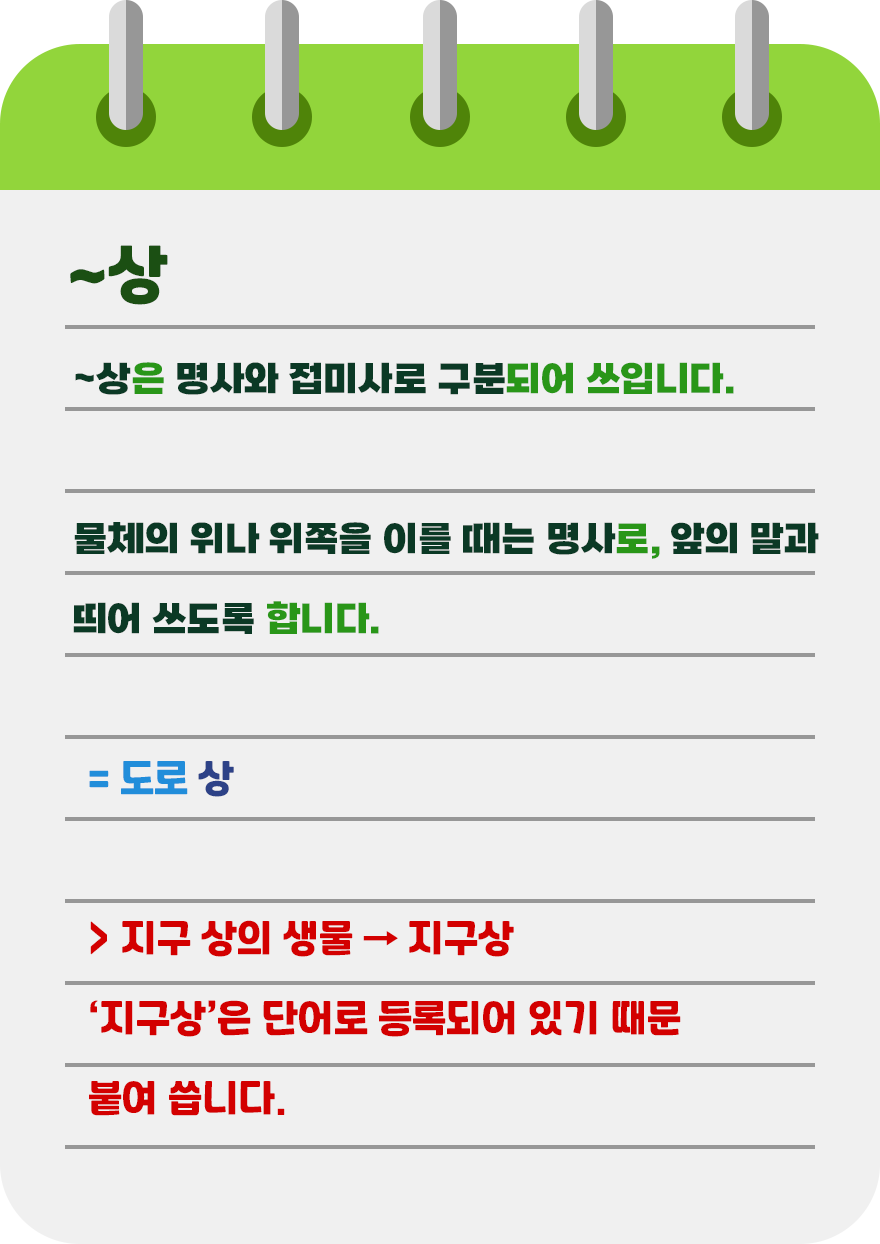 ~상
~상은 명사와 접미사로 구분되어 쓰입니다.
물체의 위나 위쪽을 이를 때는 명사로, 앞의 말과
띄어 쓰도록 합니다.
= 도로 상
> 지구 상의 생물 → 지구상
‘지구상’은 단어로 등록되어 있기 때문
붙여 씁니다.